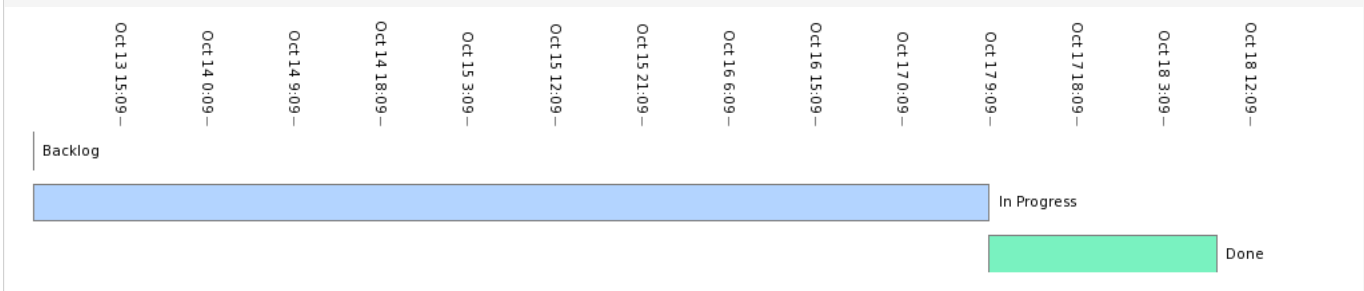 Oct 13 15:09
Oct 14 0:09
Oct 14 9:09
Oct 14 18:09
Oct 15 3:09
Oct 15 12:09
Oct 15 21:09
Oct 16 6:09
Oct 16 15:09
Oct 17 0:09
Oct 17 9:09
Oct 17 18:09
Oct 18 3:09
Oct 18 12:09
Backlog
In Progress
Done